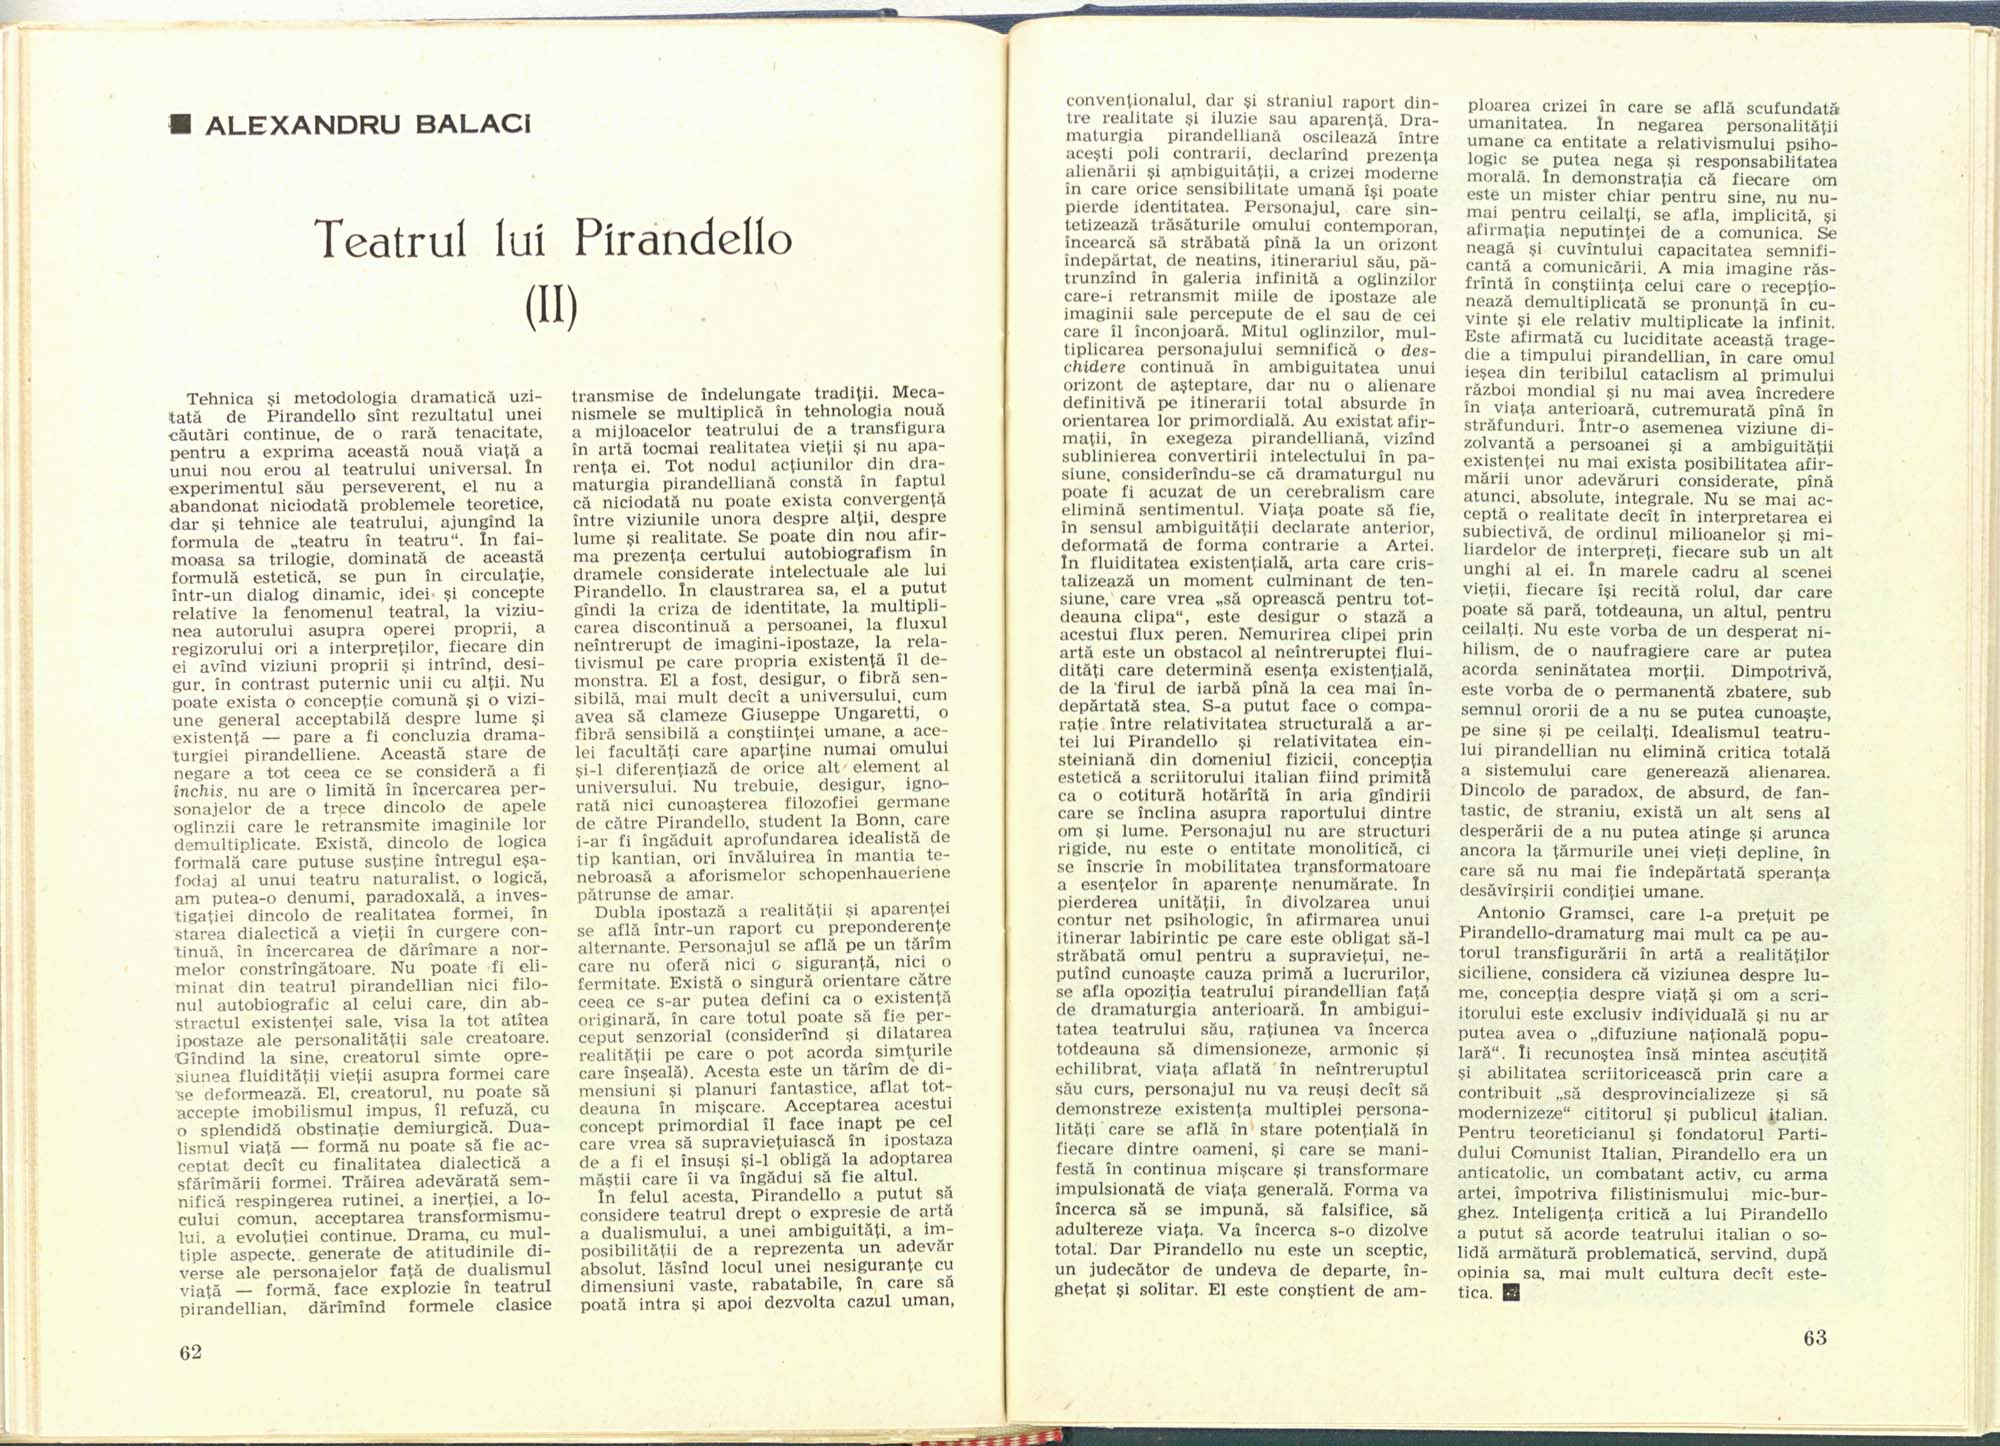 ■ ALEXANDRU BALACI
Teatrul lui Pirandello
(II)
Tehnica și metodologia dramatică uzi-
tată de Pirandello sînt rezultatul unei
căutări continue, de o rară tenacitate,
pentru a exprima această nouă viață a
unui nou erou al teatrului universal. În
experimentul său perseverent, el nu a
abandonat niciodată problemele teoretice,
dar și tehnice ale teatrului, ajungînd la
formula de „teatru în teatru“. În fai-
moasa sa trilogie, dominată de această
formulă estetică, se pun în circulație,
într-un dialog dinamic, idei și concepte
relative la fenomenul teatral, la viziu-
nea autorului asupra operei proprii, a
regizorului ori a interpreților, fiecare din
ei avînd viziuni proprii și intrînd, desi-
gur, în contrast puternic unii cu alții. Nu
poate exista o concepție comună și o vizi-
une general acceptabilă despre lume și
existență — pare a fi concluzia drama-
turgiei pirandelliene. Această stare de
negare a tot ceea ce se consideră a fi
închis, nu are o limită în încercarea per-
sonajelor de a trece dincolo de apele
oglinzii care le retransmite imaginile lor
demultiplicate. Există, dincolo de logica
formală care putuse susține întregul eșa-
fodaj al unui teatru naturalist, o logică,
am putea-o denumi, paradoxală, a inves-
tigației dincolo de realitatea formei, în
starea dialectică a vieții în curgere con-
tinuă, în încercarea de dărîmare a nor-
melor constrîngătoare. Nu poate fi eli-
minat din teatrul pirandellian nici filo-
nul autobiografic al celui care, din ab-
stractul existenței sale, visa la tot atîtea
ipostaze ale personalității sale creatoare.
Gîndind la sine, creatorul simte opre-
siunea fluidității vieții asupra formei care
se deformează. El, creatorul, nu poate să
accepte imobilismul impus, îl refuză, cu
o splendidă obstinație demiurgică. Dua-
lismul viață — formă nu poate să fie ac-
ceptat decît cu finalitatea dialectică a
sfărîmării formei. Trăirea adevărată sem-
nifică respingerea rutinei, a inerției, a lo-
cului comun, acceptarea transformismu-
lui, a evoluției continue. Drama, cu mul-
tiple aspecte, generate de atitudinile di-
verse ale personajelor față de dualismul
viață — formă, face explozie în teatrul
pirandellian, dărîmînd formele clasice
transmise de îndelungate tradiții. Meca-
nismele se multiplică în tehnologia nouă
a mijloacelor teatrului de a transfigura
în artă tocmai realitatea vieții și nu apa-
rența ei. Tot nodul acțiunilor din dra-
maturgia pirandelliană constă în faptul
că niciodată nu poate exista convergență
între viziunile unora despre alții, despre
lume și realitate. Se poate din nou afir-
ma prezența certului autobiografism în
dramele considerate intelectuale ale lui
Pirandello. În claustrarea sa, el a putut
gîndi la criza de identitate, la multipli-
carea discontinuă a persoanei, la fluxul
neîntrerupt de imagini-ipostaze, la rela-
tivismul pe care propria existență îl de-
monstra. El a fost, desigur, o fibră sen-
sibilă, mai mult decît a universului, cum
avea să clameze Giuseppe Ungaretti, o
fibră sensibilă a conștiinței umane, a ace-
lei facultăți care aparține numai omului
și-l diferențiază de orice alt element al
universului. Nu trebuie, desigur, igno-
rată nici cunoașterea filozofiei germane
de către Pirandello, student la Bonn, care
i-ar fi îngăduit aprofundarea idealistă de
tip kantian, ori învăluirea în mantia te-
nebroasă a aforismelor schopenhaueriene
pătrunse de amar.
Dubla ipostază a realității și aparenței
se află într-un raport cu preponderențe
alternante. Personajul se află pe un tărîm
care nu oferă nici o siguranță, nici o
fermitate. Există o singură orientare către
ceea ce s-ar putea defini ca o existență
originară, în care totul poate să fie per-
ceput senzorial (considerînd și dilatarea
realității pe care o pot acorda simțurile
care înșeală). Acesta este un tărîm de di-
mensiuni și planuri fantastice, aflat tot-
deauna în mișcare. Acceptarea acestui
concept primordial îl face inapt pe cel
care vrea să supraviețuiască în ipostaza
de a fi el însuși și-l obligă la adoptarea
măștii care îi va îngădui să fie altul.
În felul acesta, Pirandello a putut să
considere teatrul drept o expresie de artă
a dualismului, a unei ambiguități, a im-
posibilității de a reprezenta un adevăr
absolut, lăsînd locul unei nesiguranțe cu
dimensiuni vaste, rabatabile, în care să
poată intra și apoi dezvolta cazul uman,
62
convenționalul, dar și straniul raport din-
tre realitate și iluzie sau aparență. Dra-
maturgia pirandelliană oscilează între
acești poli contrarii, declarînd prezența
alienării și ambiguității, a crizei moderne
în care orice sensibilitate umană își poate
pierde identitatea. Personajul, care sin-
tetizează trăsăturile omului contemporan,
încearcă să străbată pînă la un orizont
îndepărtat, de neatins, itinerariul său, pă-
trunzînd în galeria infinită a oglinzilor
care-i retransmit miile de ipostaze ale
imaginii sale percepute de el sau de cei
care îl înconjoară. Mitul oglinzilor, mul-
tiplicarea personajului semnifică o des-
chidere continuă în ambiguitatea unui
orizont de așteptare, dar nu o alienare
definitivă pe itinerarii total absurde în
orientarea lor primordială. Au existat afir-
mații, în exegeza pirandelliană, vizînd
sublinierea convertirii intelectului în pa-
siune, considerîndu-se că dramaturgul nu
poate fi acuzat de un cerebralism care
elimină sentimentul. Viața poate să fie,
în sensul ambiguității declarate anterior,
deformată de forma contrarie a Artei.
În fluiditatea existențială, arta care cris-
talizează un moment culminant de ten-
siune, care vrea „să oprească pentru tot-
deauna clipa“, este desigur o stază a
acestui flux peren. Nemurirea clipei prin
artă este un obstacol al neîntreruptei flui-
dități care determină esența existențială,
de la firul de iarbă pînă la cea mai în-
depărtată stea. S-a putut face o compa-
rație între relativitatea structurală a ar-
tei lui Pirandello și relativitatea ein-
steiniană din domeniul fizicii, concepția
estetică a scriitorului italian fiind primită
ca o cotitură hotărîtă în aria gîndirii
care se înclina asupra raportului dintre
om și lume. Personajul nu are structuri
rigide, nu este o entitate monolitică, ci
se înscrie în mobilitatea transformatoare
a esențelor în aparențe nenumărate. În
pierderea unității, în divolzarea unui
contur net psihologic, în afirmarea unui
itinerar labirintic pe care este obligat să-l
străbată omul pentru a supraviețui, ne-
putînd cunoaște cauza primă a lucrurilor,
se afla opoziția teatrului pirandellian față
de dramaturgia anterioară. În ambigui-
tatea teatrului său, rațiunea va încerca
totdeauna să dimensioneze, armonic și
echilibrat, viața aflată în neîntreruptul
său curs, personajul nu va reuși decît să
demonstreze existența multiplei persona-
lități care se află în stare potențială în
fiecare dintre oameni, și care se mani-
festă în continua mișcare și transformare
impulsionată de viața generală. Forma va
încerca să se impună, să falsifice, să
adultereze viața. Va încerca s-o dizolve
total. Dar Pirandello nu este un sceptic,
un judecător de undeva de departe, în-
ghețat și solitar. El este conștient de am-
ploarea crizei în care se află scufundată
umanitatea. În negarea personalității
umane ca entitate a relativismului psiho-
logic se putea nega și responsabilitatea
morală. În demonstrația că fiecare om
este un mister chiar pentru sine, nu nu-
mai pentru ceilalți, se afla, implicită, și
afirmația neputinței de a comunica. Se
neagă și cuvîntului capacitatea semnifi-
cantă a comunicării. A mia imagine răs-
frîntă în conștiința celui care o recepțio-
nează demultiplicată se pronunță în cu-
vinte și ele relativ multiplicate la infinit.
Este afirmată cu luciditate această trage-
die a timpului pirandellian, în care omul
ieșea din teribilul cataclism al primului
război mondial și nu mai avea încredere
în viața anterioară, cutremurată pînă în
străfunduri. Într-o asemenea viziune di-
zolvantă a persoanei și a ambiguității
existenței nu mai exista posibilitatea afir-
mării unor adevăruri considerate, pînă
atunci, absolute, integrale. Nu se mai ac-
ceptă o realitate decît în interpretarea ei
subiectivă, de ordinul milioanelor și mi-
liardelor de interpreți, fiecare sub un alt
unghi al ei. În marele cadru al scenei
vieții, fiecare își recită rolul, dar care
poate să pară, totdeauna, un altul, pentru
ceilalți. Nu este vorba de un desperat ni-
hilism, de o naufragiere care ar putea
acorda seninătatea morții. Dimpotrivă,
este vorba de o permanentă zbatere, sub
semnul ororii de a nu se putea cunoaște,
pe sine și pe ceilalți. Idealismul teatru-
lui pirandellian nu elimină critica totală
a sistemului care generează alienarea.
Dincolo de paradox, de absurd, de fan-
tastic, de straniu, există un alt sens al
desperării de a nu putea atinge și arunca
ancora la țărmurile unei vieți depline, în
care să nu mai fie îndepărtată speranța
desăvîrșirii condiției umane.
Antonio Gramsci, care l-a prețuit pe
Pirandello-dramaturg mai mult ca pe au-
torul transfigurării în artă a realităților
siciliene, considera că viziunea despre lu-
me, concepția despre viață și om a scri-
itorului este exclusiv individuală și nu ar
putea avea o „difuziune națională popu-
lară“. Îi recunoștea însă mintea ascuțită
și abilitatea scriitoricească prin care a
contribuit „să desprovincializeze și să
modernizeze“ cititorul și publicul italian.
Pentru teoreticianul și fondatorul Parti-
dului Comunist Italian, Pirandello era un
anticatolic, un combatant activ, cu arma
artei, împotriva filistinismului mic-bur-
ghez. Inteligența critică a lui Pirandello
a putut să acorde teatrului italian o so-
lidă armătură problematică, servind, după
opinia sa, mai mult cultura decît este-
tica.
63